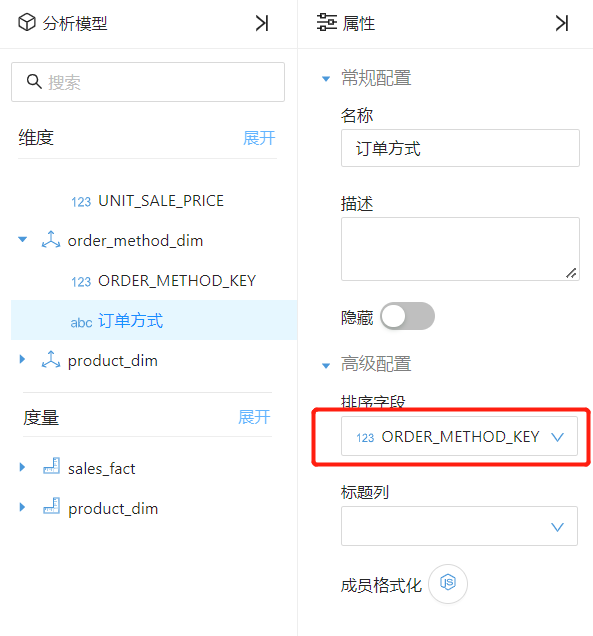 分析模型
搜索
维度 展开
123 UNIT_SALE_PRICE
order_method_dim
123 ORDER_METHOD_KEY
abc 订单方式
product_dim
度量 展开
sales_fact
product_dim
属性
常规配置
名称
订单方式
描述
隐藏
高级配置
排序字段
123 ORDER_METHOD_KEY
标题列
成员格式化 JS